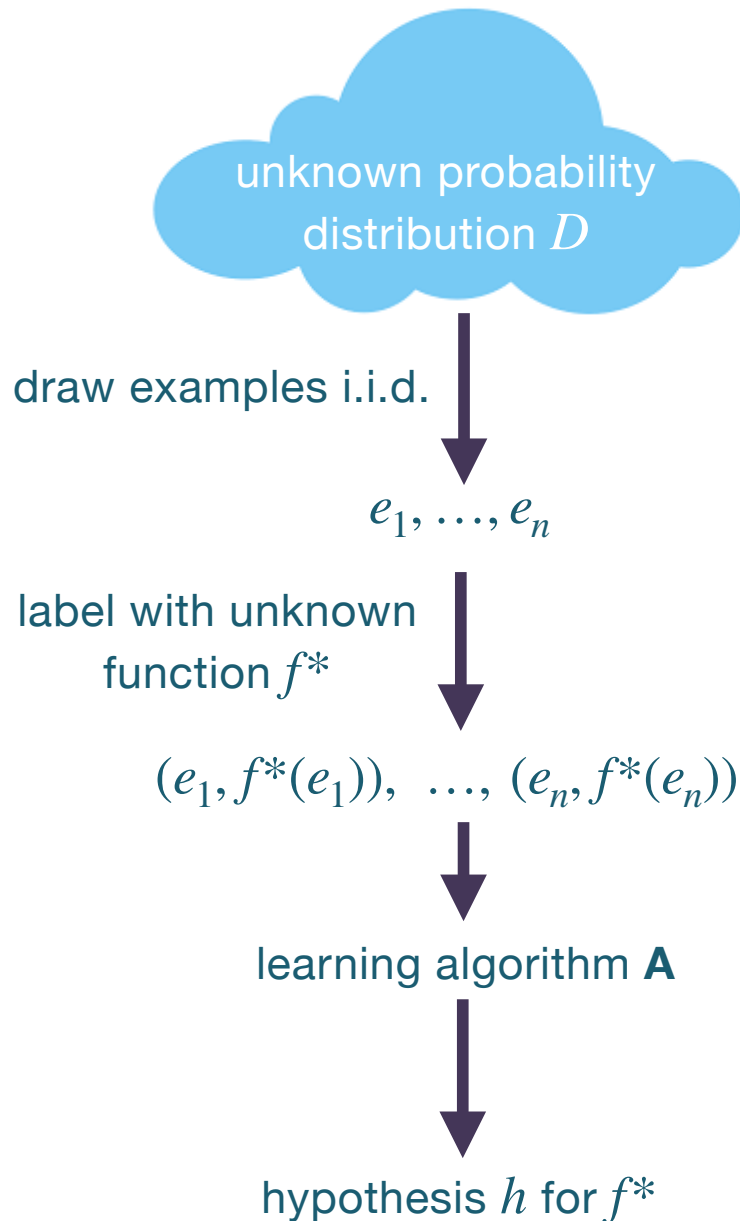 unknown probability
distribution D
draw examples i.i.d.
e₁, …, eₙ
label with unknown
function f*
(e₁, f*(e₁)), …, (eₙ, f*(eₙ))
learning algorithm A
hypothesis h for f*